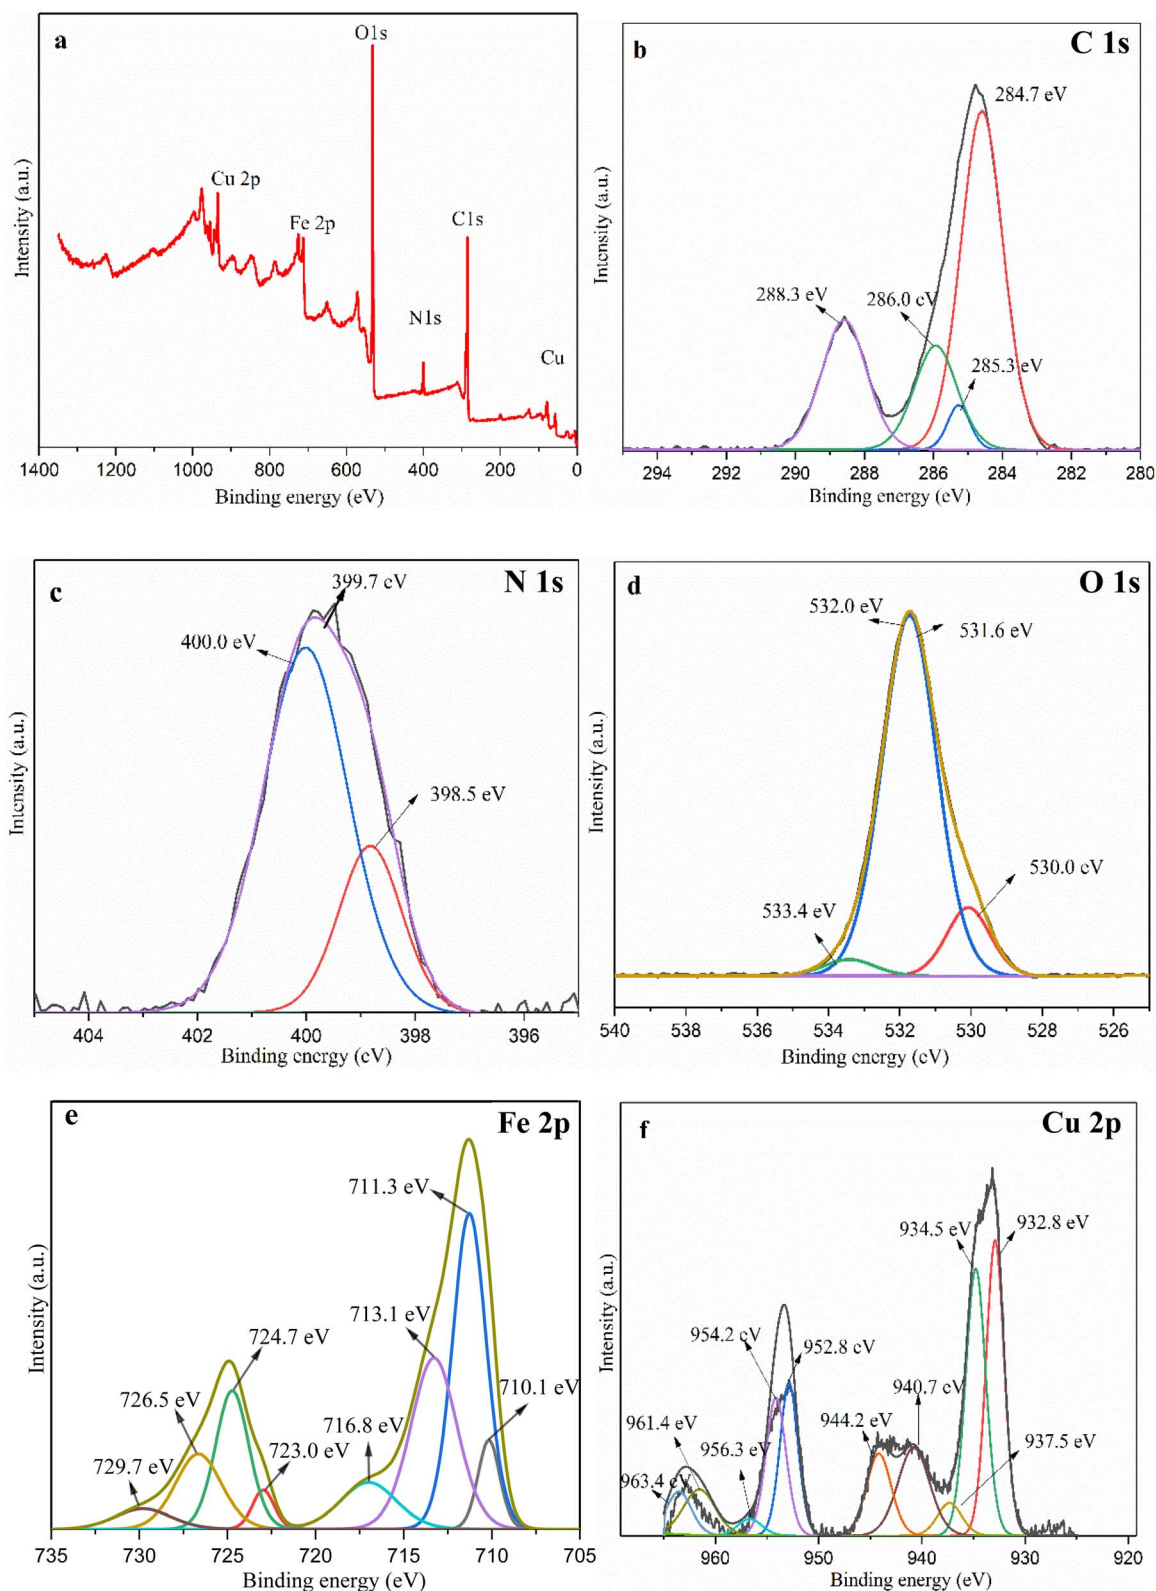 a
O1s
Cu 2p
Fe 2p
C1s
N1s
Cu
Intensity (a.u.)
1400 1200 1000 800 600 400 200 0
Binding energy (eV)
b
C 1s
284.7 eV
288.3 eV
286.0 cV
285.3 eV
Intensity (a.u.)
294 292 290 288 286 284 282 280
Binding energy (eV)
c
N 1s
399.7 cV
400.0 eV
398.5 eV
Intensity (a.u.)
404 402 400 398 396
Binding energy (eV)
d
O 1s
532.0 eV
531.6 eV
530.0 cV
533.4 eV
Intensity (a.u.)
540 538 536 534 532 530 528 526
Binding energy (eV)
e
Fe 2p
711.3 eV
713.1 eV
724.7 eV
710.1 eV
726.5 eV
716.8 eV
723.0 eV
729.7 eV
Intensity (a.u.)
735 730 725 720 715 710 705
Binding energy (eV)
f
Cu 2p
934.5 eV
932.8 eV
954.2 cV
952.8 eV
940.7 cV
944.2 eV
961.4 eV
956.3 eV
937.5 eV
963.4 cV
Intensity (a.u.)
960 950 940 930 920
Binding energy (eV)